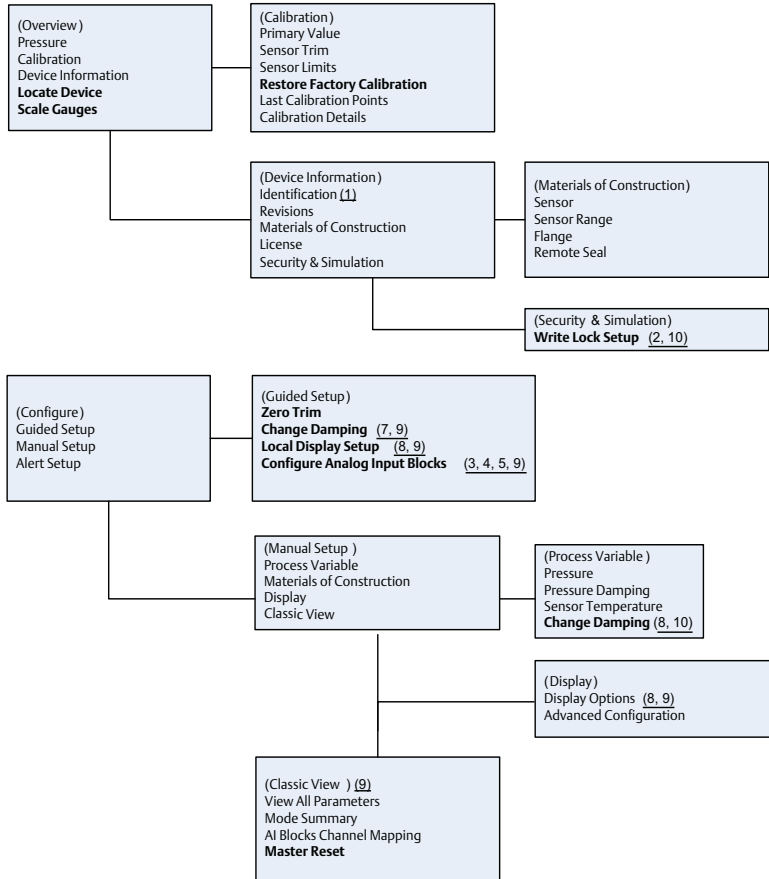 (Overview)
Pressure
Calibration
Device Information
Locate Device
Scale Gauges
(Calibration)
Primary Value
Sensor Trim
Sensor Limits
Restore Factory Calibration
Last Calibration Points
Calibration Details
(Device Information)
Identification (1)
Revisions
Materials of Construction
License
Security & Simulation
(Materials of Construction)
Sensor
Sensor Range
Flange
Remote Seal
(Security & Simulation)
Write Lock Setup (2, 10)
(Configure)
Guided Setup
Manual Setup
Alert Setup
(Guided Setup)
Zero Trim
Change Damping (7, 9)
Local Display Setup (8, 9)
Configure Analog Input Blocks (3, 4, 5, 9)
(Manual Setup )
Process Variable
Materials of Construction
Display
Classic View
(Process Variable )
Pressure
Pressure Damping
Sensor Temperature
Change Damping (8, 10)
(Display)
Display Options (8, 9)
Advanced Configuration
(Classic View ) (9)
View All Parameters
Mode Summary
AI Blocks Channel Mapping
Master Reset